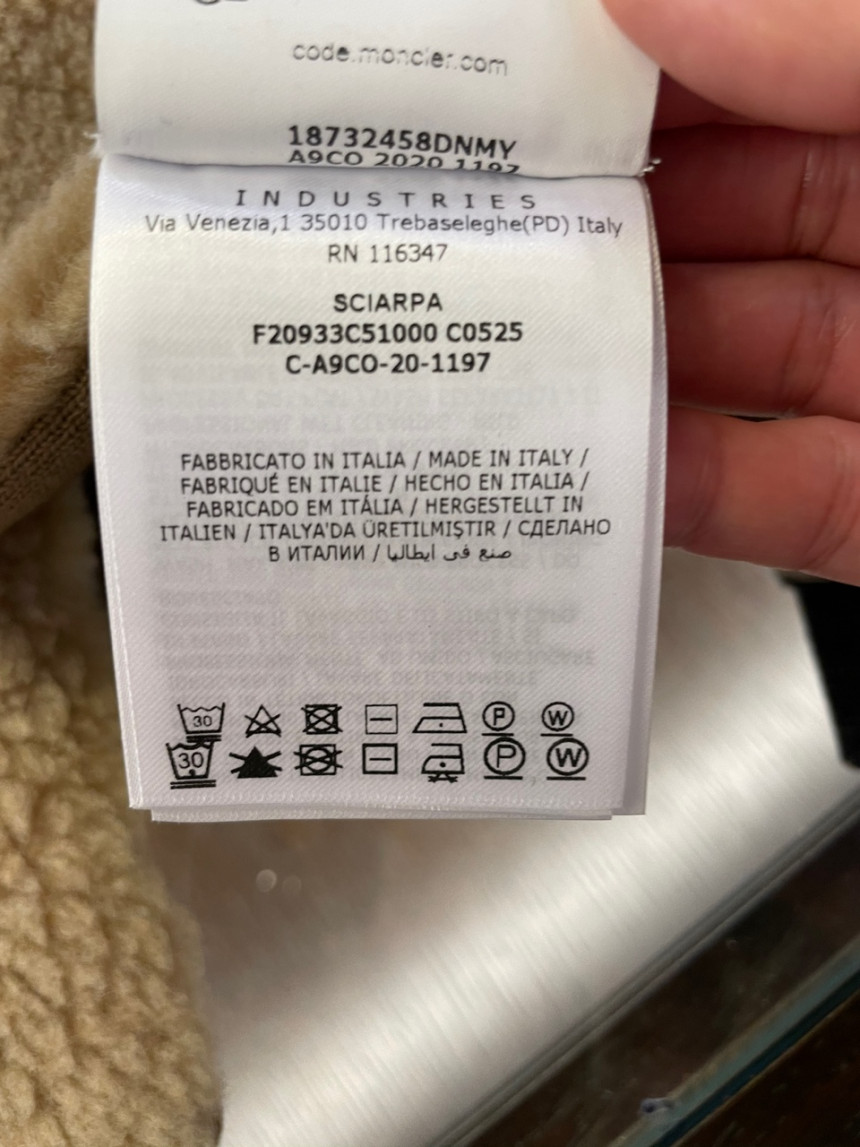 code.moncler.com
18732458DNMY
A9CO 2020 1197
INDUSTRIES
Via Venezia,1 35010 Trebaseleghe(PD) Italy
RN 116347
SCIARPA
F20933C51000 C0525
C-A9CO-20-1197
FABBRICATO IN ITALIA / MADE IN ITALY /
FABRIQUÉ EN ITALIE / HECHO EN ITALIA /
FABRICADO EM ITÁLIA / HERGESTELLT IN
ITALIEN / ITALYA'DA ÜRETILMIŞTIR / СДЕЛАНО
В ИТАЛИИ / صنع في ايطاليا
30 P W
30 P W